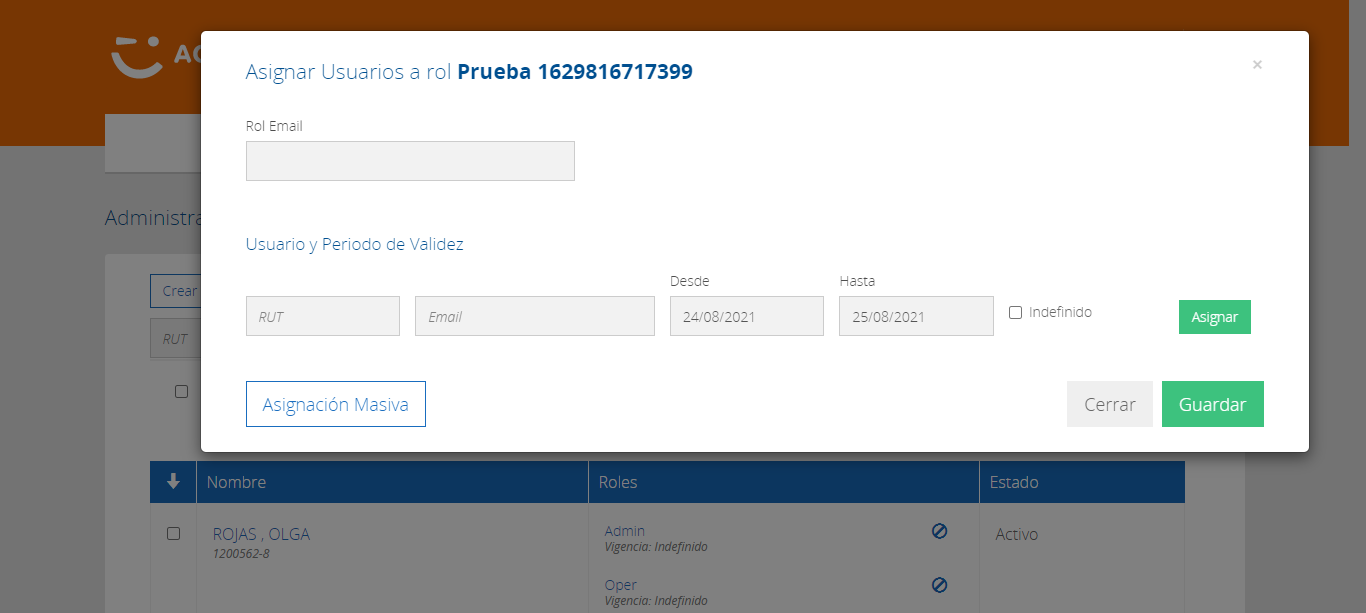 Asignar Usuarios a rol Prueba 1629816717399
×
Rol Email
Usuario y Periodo de Validez
Desde
Hasta
RUT
Email
24/08/2021
25/08/2021
Indefinido
Asignar
Asignación Masiva
Cerrar
Guardar
Crear
RUT
Nombre
Roles
Estado
ROJAS , OLGA
1200562-8
Admin
Vigencia: Indefinido
Activo
Oper
Vigencia: Indefinido